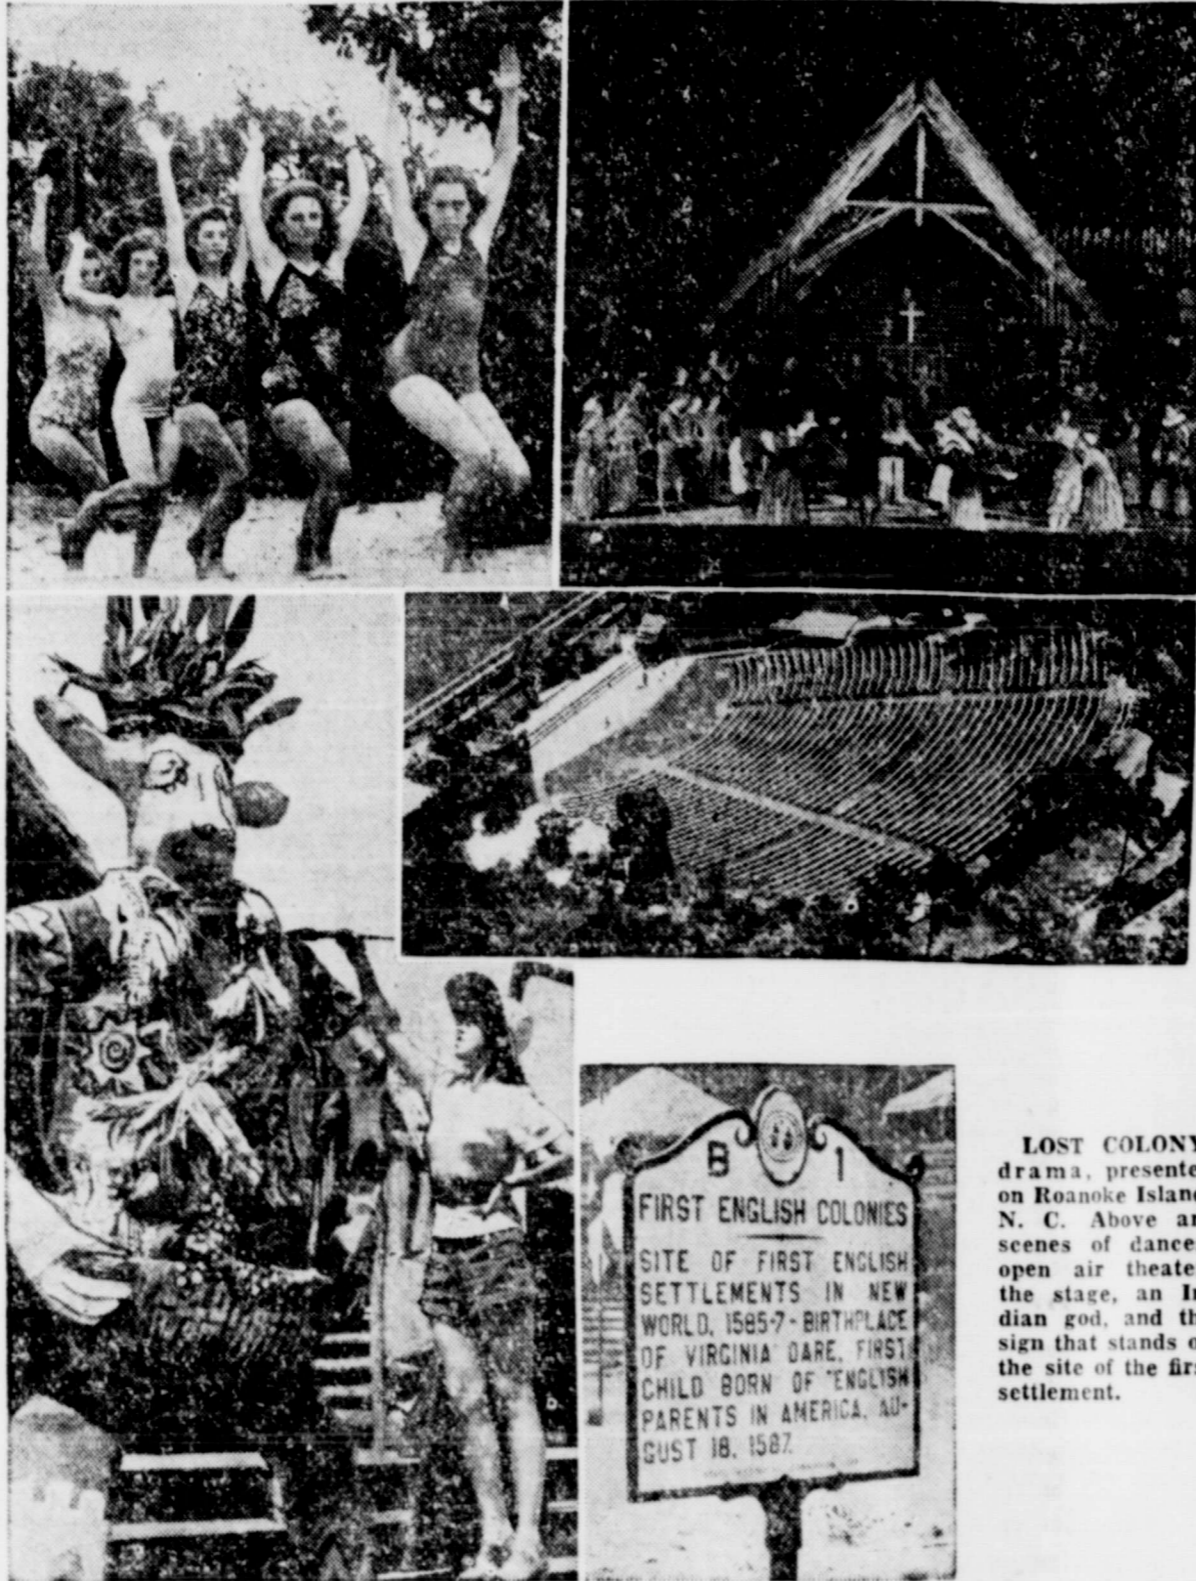 B 1
FIRST ENGLISH COLONIES
SITE OF FIRST ENGLISH
SETTLEMENTS IN NEW
WORLD, 1585-7-BIRTHPLACE
OF VIRGINIA DARE, FIRST
CHILD BORN OF ENGLISH
PARENTS IN AMERICA, AU-
GUST 18, 1587.
LOST COLONY
drama, presente
on Roanoke Islan
N. C. Above ar
scenes of dance
open air theate
the stage, an In
dian god, and th
sign that stands o
the site of the firs
settlement.